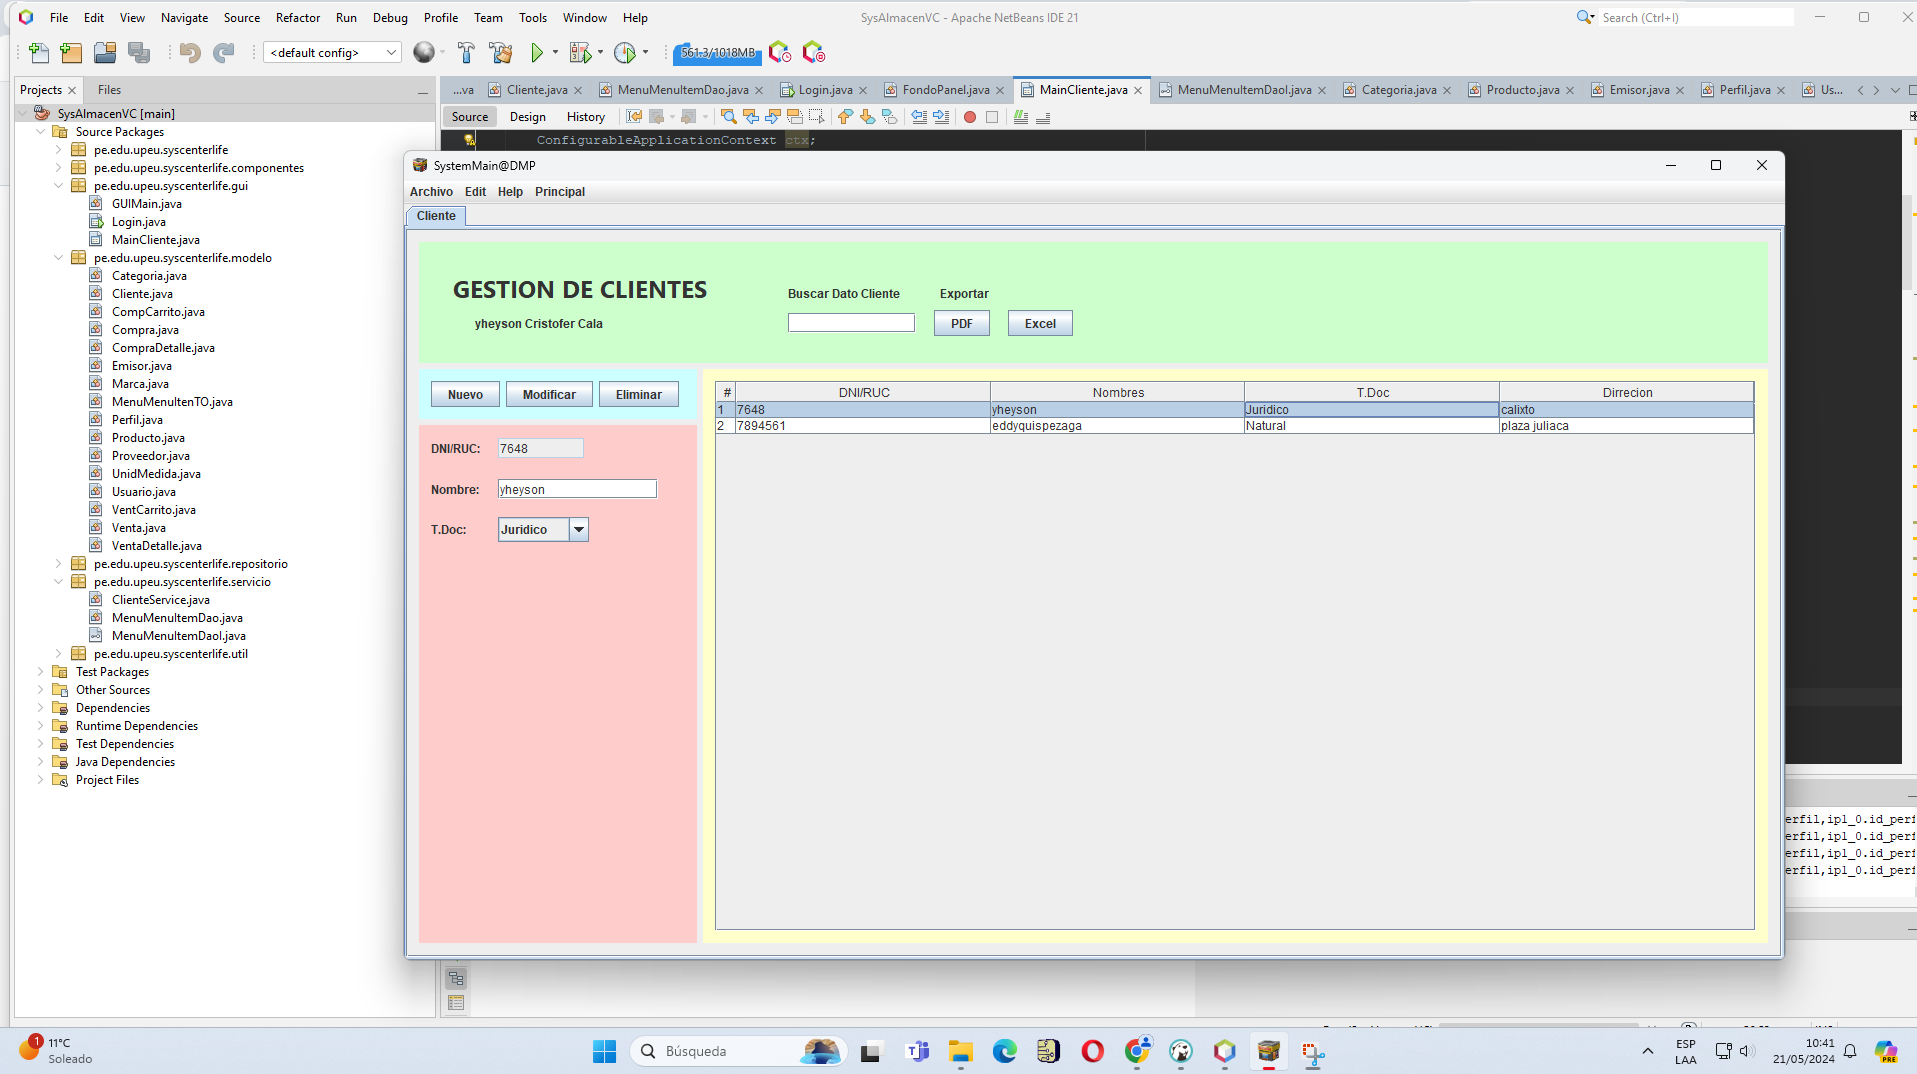 File Edit View Navigate Source Refactor Run Debug Profile Team Tools Window Help
SysAlmacenVC - Apache NetBeans IDE 21
Search (Ctrl+I)
<default config>
561.3/1018MB
Projects
Files
...va
Cliente.java
MenuMenuItemDao.java
Login.java
FondoPanel.java
MainCliente.java
MenuMenuItemDaoI.java
Categoria.java
Producto.java
Emisor.java
Perfil.java
Us...
Source Design History
ConfigurableApplicationContext ctx;
SysAlmacenVC [main]
Source Packages
pe.edu.upeu.syscenterlife
pe.edu.upeu.syscenterlife.componentes
pe.edu.upeu.syscenterlife.gui
GUIMain.java
Login.java
MainCliente.java
pe.edu.upeu.syscenterlife.modelo
Categoria.java
Cliente.java
CompCarrito.java
Compra.java
CompraDetalle.java
Emisor.java
Marca.java
MenuMenuItenTO.java
Perfil.java
Producto.java
Proveedor.java
UnidMedida.java
Usuario.java
VentCarrito.java
Venta.java
VentaDetalle.java
pe.edu.upeu.syscenterlife.repositorio
pe.edu.upeu.syscenterlife.servicio
ClienteService.java
MenuMenuItemDao.java
MenuMenuItemDaoI.java
pe.edu.upeu.syscenterlife.util
Test Packages
Other Sources
Dependencies
Runtime Dependencies
Test Dependencies
Java Dependencies
Project Files
SystemMain@DMP
Archivo Edit Help Principal
Cliente
GESTION DE CLIENTES
yheyson Cristofer Cala
Buscar Dato Cliente
Exportar
PDF
Excel
Nuevo
Modificar
Eliminar
DNI/RUC: 7648
Nombre: yheyson
T.Doc: Juridico
# DNI/RUC Nombres T.Doc Dirrecion
1 7648 yheyson Juridico calixto
2 7894561 eddyquispezaga Natural plaza juliaca
erfil,ip1_0.id_perf
erfil,ip1_0.id_perf
erfil,ip1_0.id_perf
erfil,ip1_0.id_perf
1
11°C
Soleado
Búsqueda
ESP
LAA
10:41
21/05/2024
PRE